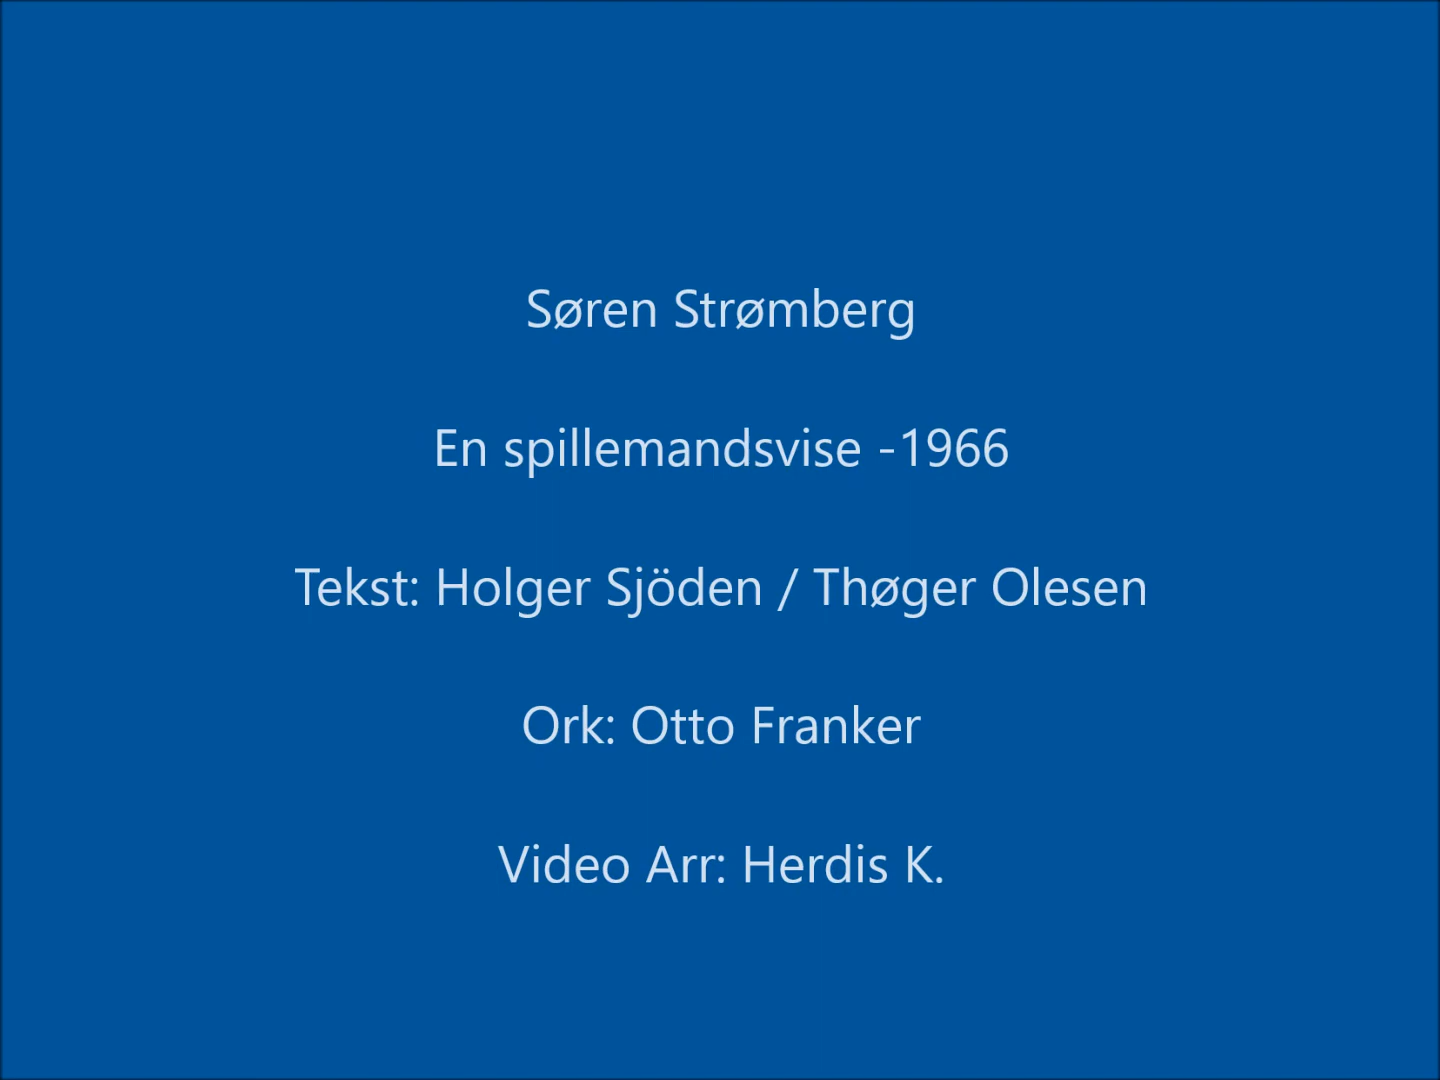 Søren Strømberg
En spillemandsvise -1966
Tekst: Holger Sjöden / Thøger Olesen
Ork: Otto Franker
Video Arr: Herdis K.